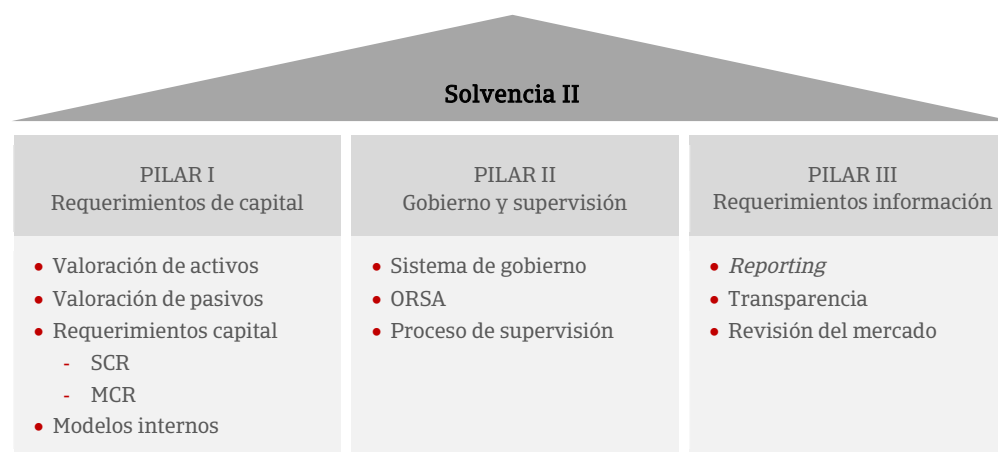 Solvencia II
PILAR I
Requerimientos de capital
• Valoración de activos
• Valoración de pasivos
• Requerimientos capital
- SCR
- MCR
• Modelos internos
PILAR II
Gobierno y supervisión
• Sistema de gobierno
• ORSA
• Proceso de supervisión
PILAR III
Requerimientos información
• Reporting
• Transparencia
• Revisión del mercado